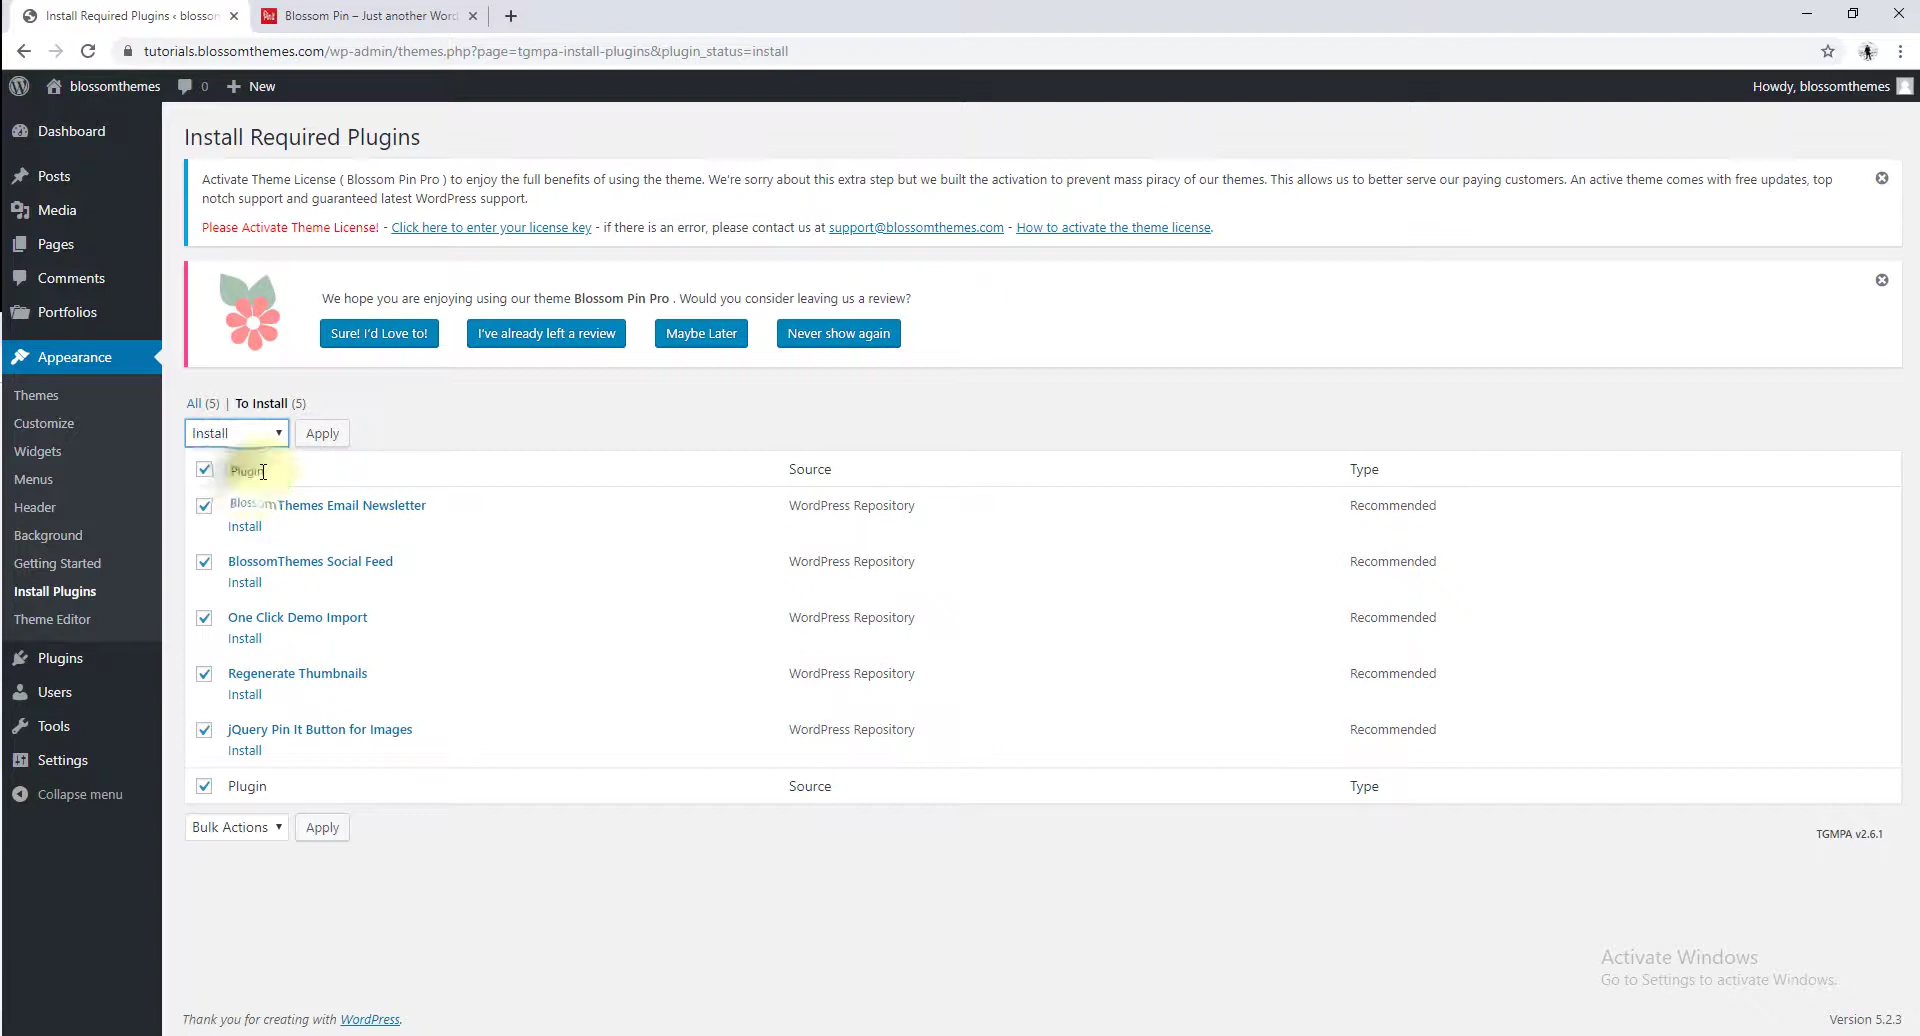 Install Required Plugins ‹ blosson
Blossom Pin – Just another Word
tutorials.blossomthemes.com/wp-admin/themes.php?page=tgmpa-install-plugins&plugin_status=install
blossomthemes
0
New
Howdy, blossomthemes
Dashboard
Posts
Media
Pages
Comments
Portfolios
Appearance
Themes
Customize
Widgets
Menus
Header
Background
Getting Started
Install Plugins
Theme Editor
Plugins
Users
Tools
Settings
Collapse menu
Install Required Plugins
Activate Theme License ( Blossom Pin Pro ) to enjoy the full benefits of using the theme. We're sorry about this extra step but we built the activation to prevent mass piracy of our themes. This allows us to better serve our paying customers. An active theme comes with free updates, top
notch support and guaranteed latest WordPress support.
Please Activate Theme License! - Click here to enter your license key - if there is an error, please contact us at support@blossomthemes.com - How to activate the theme license.
We hope you are enjoying using our theme Blossom Pin Pro . Would you consider leaving us a review?
Sure! I'd Love to!
I've already left a review
Maybe Later
Never show again
All (5) | To Install (5)
Install
Apply
Plugin Source Type
BlossomThemes Email Newsletter WordPress Repository Recommended
Install
BlossomThemes Social Feed WordPress Repository Recommended
Install
One Click Demo Import WordPress Repository Recommended
Install
Regenerate Thumbnails WordPress Repository Recommended
Install
jQuery Pin It Button for Images WordPress Repository Recommended
Install
Plugin Source Type
Bulk Actions
Apply
TGMPA v2.6.1
Activate Windows
Go to Settings to activate Windows.
Thank you for creating with WordPress.
Version 5.2.3